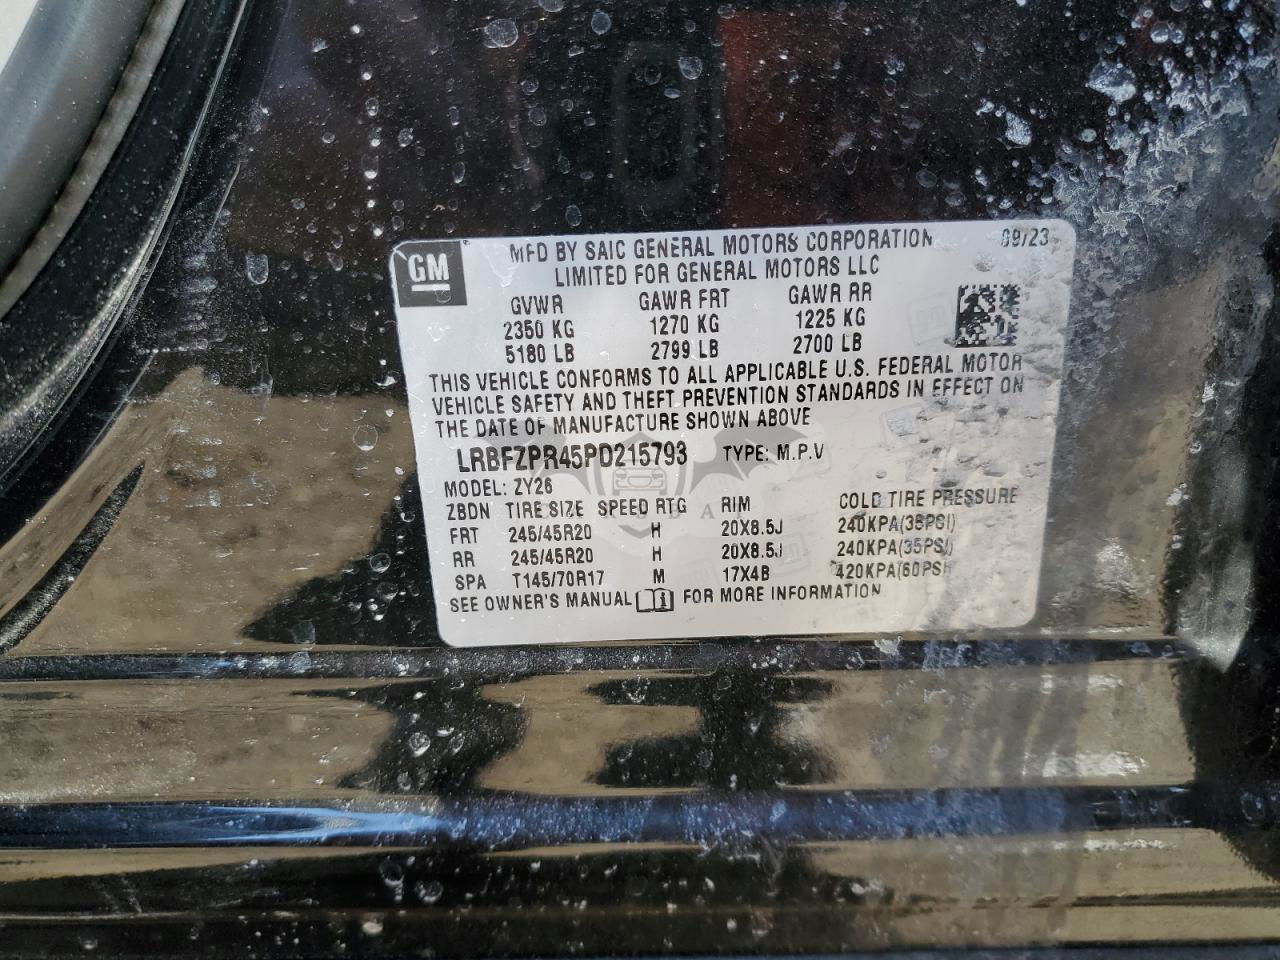 GM
MFD BY SAIC GENERAL MOTORS CORPORATION 09/23
LIMITED FOR GENERAL MOTORS LLC
GVWR GAWR FRT GAWR RR
2350 KG 1270 KG 1225 KG
5180 LB 2799 LB 2700 LB
THIS VEHICLE CONFORMS TO ALL APPLICABLE U.S. FEDERAL MOTOR
VEHICLE SAFETY AND THEFT PREVENTION STANDARDS IN EFFECT ON
THE DATE OF MANUFACTURE SHOWN ABOVE
LRBFZPR45PD215793 TYPE: M.P.V
MODEL: ZY26
ZBDN TIRE SIZE SPEED RTG RIM COLD TIRE PRESSURE
FRT 245/45R20 H 20X8.5J 240KPA(35PSI)
RR 245/45R20 H 20X8.5J 240KPA(35PSI)
SPA T145/70R17 M 17X4B 420KPA(60PSI
SEE OWNER'S MANUAL i FOR MORE INFORMATION